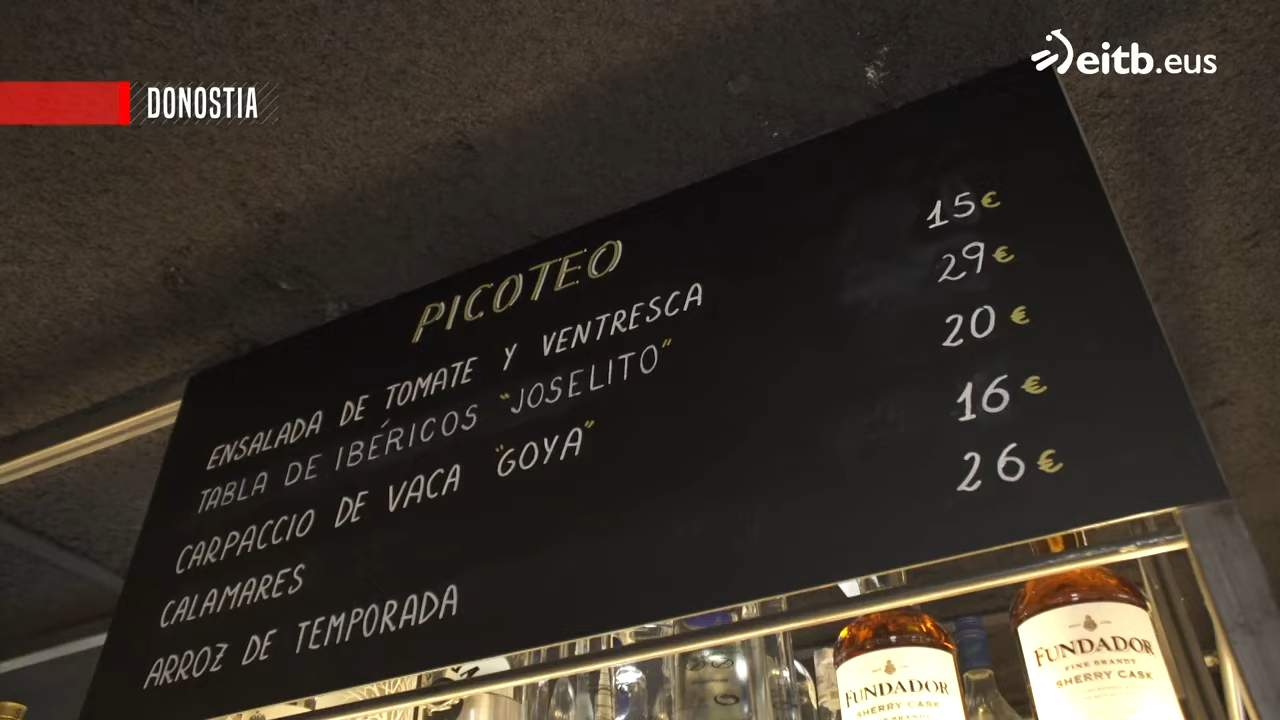 eitb.eus
DONOSTIA
PICOTEO
ENSALADA DE TOMATE Y VENTRESCA 15€
TABLA DE IBÉRICOS "JOSELITO" 29€
CARPACCIO DE VACA "GOYA" 20€
CALAMARES 16€
ARROZ DE TEMPORADA 26€
FUNDADOR
SHERRY CASK
FUNDADOR
FINE BRANDY
SHERRY CASK